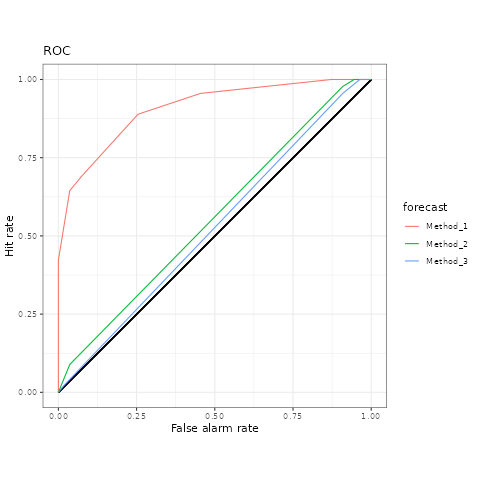 ROC
1.00
0.75
0.50
0.25
0.00
Hit rate
0.00 0.25 0.50 0.75 1.00
False alarm rate
forecast
Method_1
Method_2
Method_3